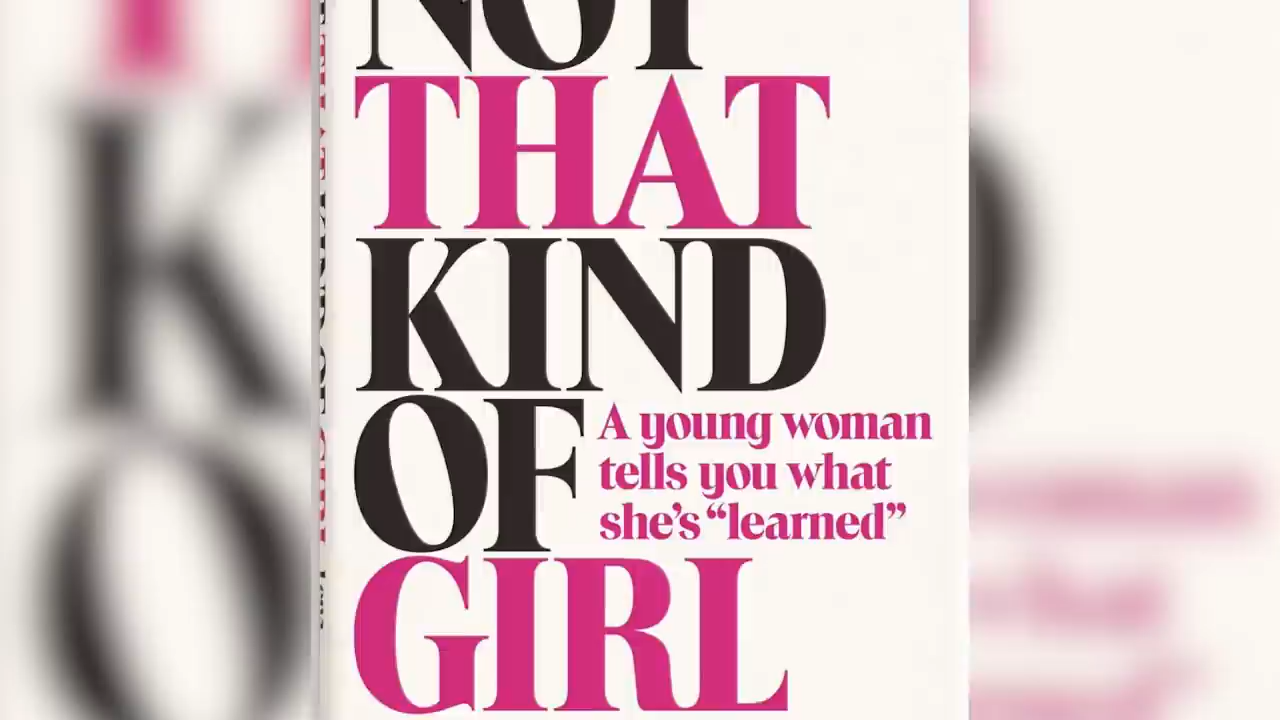 NOT
THAT
KIND
OF
A young woman
tells you what
she's “learned”
GIRL